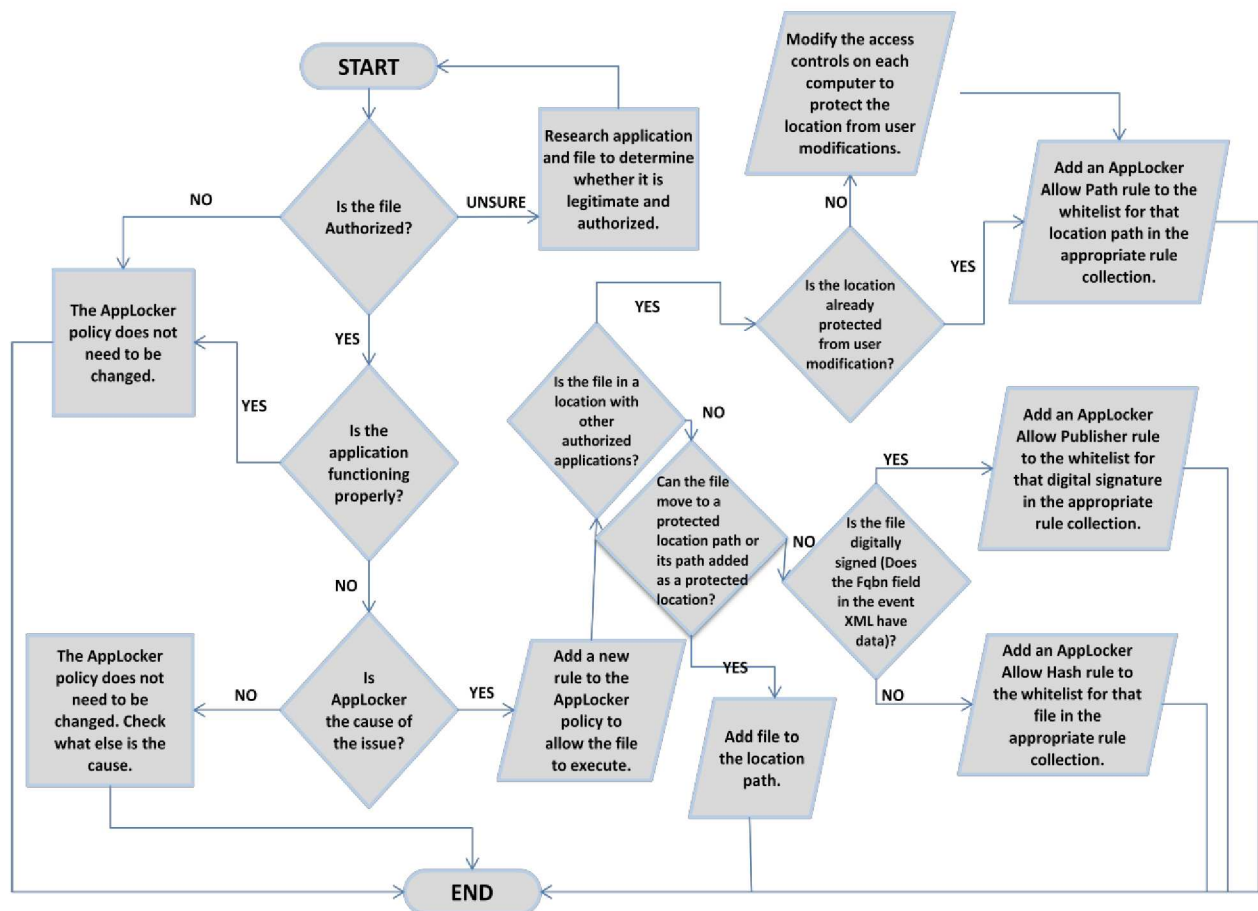 START
Is the file
Authorized?
NO
UNSURE
YES
Research application
and file to determine
whether it is
legitimate and
authorized.
The AppLocker
policy does not
need to be
changed.
YES
Is the
application
functioning
properly?
NO
Is
AppLocker
the cause of
the issue?
NO
YES
The AppLocker
policy does not
need to be
changed. Check
what else is the
cause.
Add a new
rule to the
AppLocker
policy to
allow the file
to execute.
Is the file in a
location with
other
authorized
applications?
YES
NO
Is the location
already
protected
from user
modification?
NO
YES
Modify the access
controls on each
computer to
protect the
location from user
modifications.
Add an AppLocker
Allow Path rule to the
whitelist for that
location path in the
appropriate rule
collection.
Can the file
move to a
protected
location path or
its path added
as a protected
location?
NO
YES
Add file to
the location
path.
Is the file
digitally
signed (Does
the Fqbn field
in the event
XML have
data)?
YES
NO
Add an AppLocker
Allow Publisher rule
to the whitelist for
that digital signature
in the appropriate
rule collection.
Add an AppLocker
Allow Hash rule to
the whitelist for that
file in the
appropriate rule
collection.
END